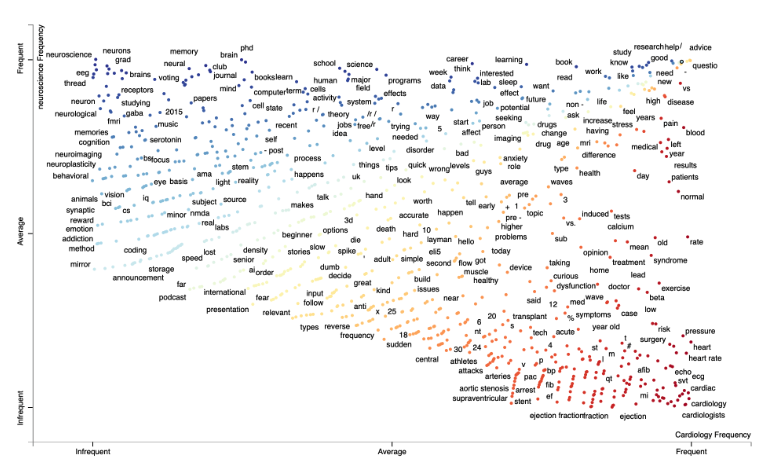 neuroscience Frequency
Frequent
Average
Infrequent
phd
neurons
memory
brain
research
help/
advice
study
neuroscience
grad
neural
club
school
science
career
learning
know
good
o
questio
eeg
brains
voting
journal
books
learn
human
major
programs
week
think
interested
book
work
like
need
thread
receptors
mind
computer
term
cells
field
data
lab
sleep
read
new
vs
neuron
studying
papers
activity
system
effects
effect
want
future
high
disease
neurological
gaba
2015
cell
state
r /
/r /
job
potential
non
life
feel
fmri
music
theory
way
seeking
ask
years
memories
recent
jobs
free/r
trying
5
start
person
drugs
increase
stress
pain
blood
cognition
serotonin
self
idea
needed
affect
imaging
change
having
neuroimaging
bs
focus
- post
level
disorder
drug
age
mri
medical
left
neuroplasticity
stem
process
bad
anxiety
difference
year
behavioral
eye
basis
ama
light
reality
happens
things
tips
quick
wrong
levels
role
type
health
results
uk
look
guys
day
patients
animals
vision
iq
subject
source
talk
hand
average
waves
normal
synaptic
bci
cs
minor
nmda
makes
worth
tell
early
pre
3
reward
real
3d
accurate
happen
+
1
pre -
topic
induced
tests
emotion
labs
options
death
hard
10
higher
vs.
calcium
addiction
beginner
die
layman
hello
problems
sub
mean
old
rate
method
coding
lost
density
stories
slow
spike
eli5
today
opinion
mirror
speed
senior
adult
simple
second
flow
got
taking
treatment
syndrome
storage
ai
order
dumb
muscle
device
home
announcement
decide
build
healthy
curious
lead
far
great
issues
dysfunction
doctor
exercise
podcast
international
fear
input
kind
near
said
12
med
wave
beta
presentation
relevant
follow
anti
x
25
20
transplant
%
symptoms
case
low
types
reverse
6
s
year old
risk
pressure
frequency
18
nt
tech
acute
t
surgery
heart
sudden
30
24
4
st
m
heart rate
central
athletes
v
p
l
attacks
bp
afib
echo
ecg
arteries
pac
qt
svt
aortic stenosis
arrest
fib
cardiac
supraventricular
stent
ef
mi
cardiology
ejection fraction
fraction
ejection
cardiologists
Cardiology Frequency
Infrequent
Average
Frequent